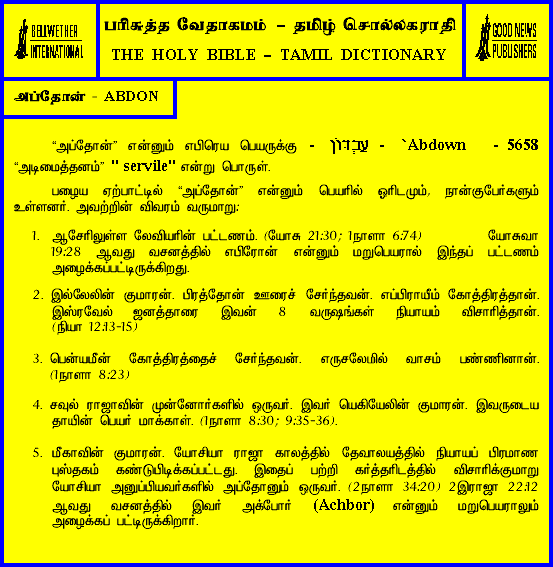 BELLWETHER
INTERNATIONAL
பரிசுத்த வேதாகமம் – தமிழ் சொல்லகராதி
THE HOLY BIBLE – TAMIL DICTIONARY
GOOD NEWS
PUBLISHERS
அப்தோன் - ABDON
“அப்தோன்” என்னும் எபிரெய பெயருக்கு - עַבְדּוֹן - `Abdown - 5658
“அடிமைத்தனம்” " servile" என்று பொருள்.
பழைய ஏற்பாட்டில் “அப்தோன்” என்னும் பெயரில் ஓரிடமும், நான்குபேர்களும்
உள்ளனர். அவற்றின் விவரம் வருமாறு:
1. ஆசேரிலுள்ள லேவியரின் பட்டணம். (யோசு 21:30; 1நாளா 6:74) யோசுவா
19:28 ஆவது வசனத்தில் எபிரோன் என்னும் மறுபெயரால் இந்தப் பட்டணம்
அழைக்கப்பட்டிருக்கிறது.
2. இல்லேலின் குமாரன். பிரத்தோன் ஊரைச் சேர்ந்தவன். எப்பிராயீம் கோத்திரத்தான்.
இஸ்ரவேல் ஜனத்தாரை இவன் 8 வருஷங்கள் நியாயம் விசாரித்தான்.
(நியா 12:13-15)
3. பென்யமீன் கோத்திரத்தைச் சேர்ந்தவன். எருசலேமில் வாசம் பண்ணினான்.
(1நாளா 8:23)
4. சவுல் ராஜாவின் முன்னோர்களில் ஒருவர். இவர் யெகியேலின் குமாரன். இவருடைய
தாயின் பெயர் மாக்காள். (1நாளா 8:30; 9:35-36).
5. மீகாவின் குமாரன். யோசியா ராஜா காலத்தில் தேவாலயத்தில் நியாயப் பிரமாண
புஸ்தகம் கண்டுபிடிக்கப்பட்டது. இதைப் பற்றி கர்த்தரிடத்தில் விசாரிக்குமாறு
யோசியா அனுப்பியவர்களில் அப்தோனும் ஒருவர். (2நாளா 34:20) 2இராஜா 22:12
ஆவது வசனத்தில் இவர் அக்போர் (Achbor) என்னும் மறுபெயராலும்
அழைக்கப் பட்டிருக்கிறார்.